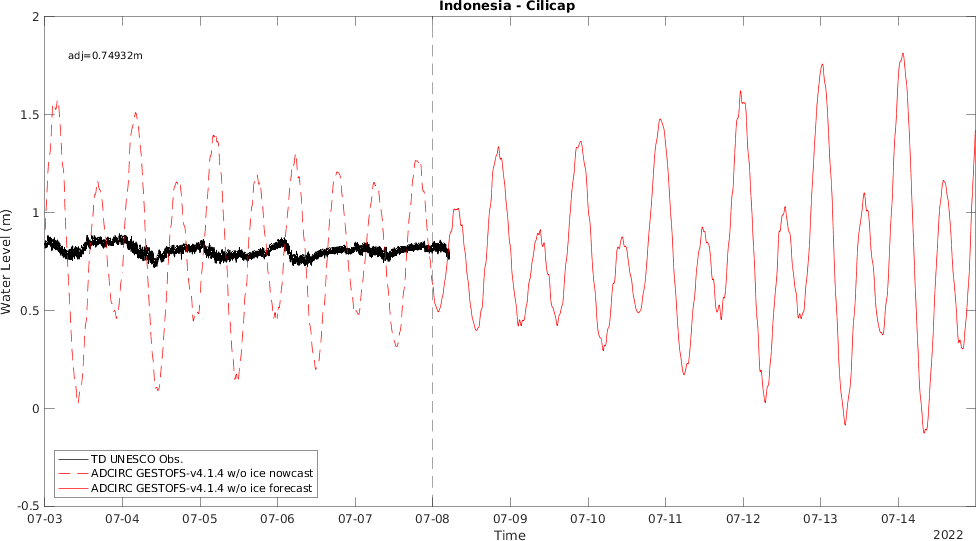 Indonesia - Cilicap
adj=0.74932m
Water Level (m)
2
1.5
1
0.5
0
-0.5
TD UNESCO Obs.
ADCIRC GESTOFS-v4.1.4 w/o ice nowcast
ADCIRC GESTOFS-v4.1.4 w/o ice forecast
07-03 07-04 07-05 07-06 07-07 07-08 07-09 07-10 07-11 07-12 07-13 07-14
Time
2022